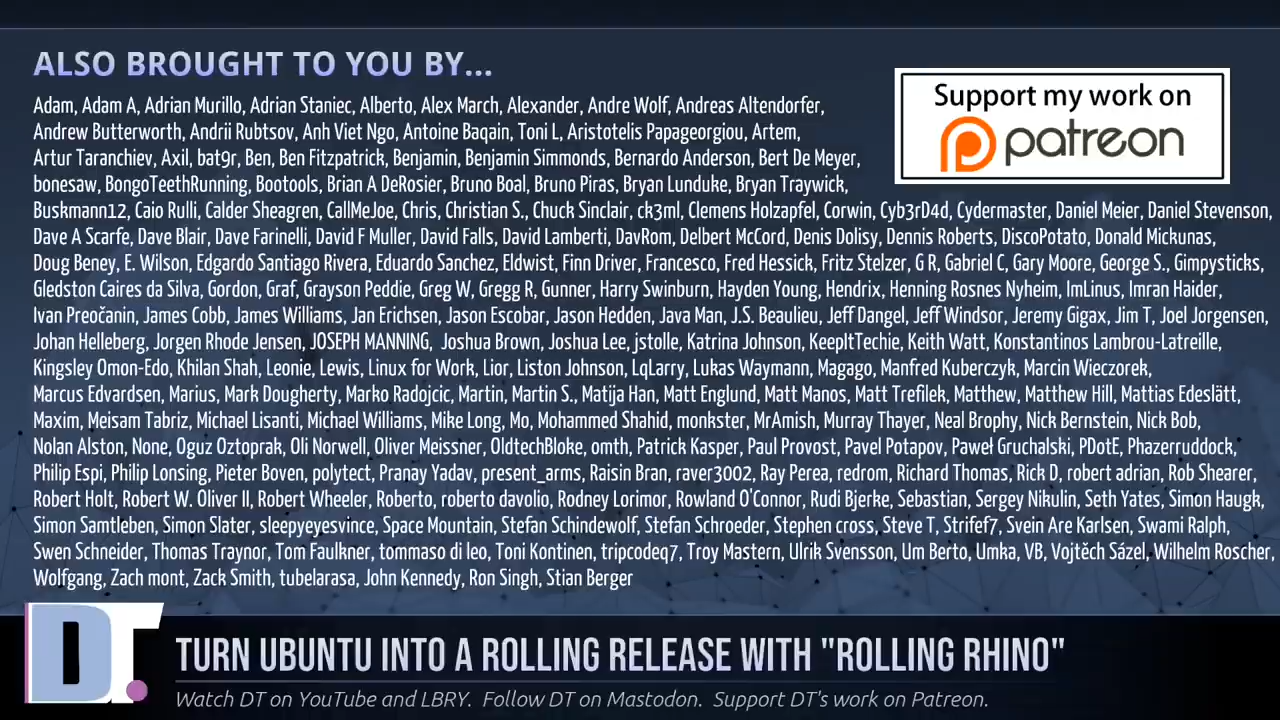 ALSO BROUGHT TO YOU BY...
Support my work on
patreon
Adam, Adam A, Adrian Murillo, Adrian Staniec, Alberto, Alex March, Alexander, Andre Wolf, Andreas Altendorfer,
Andrew Butterworth, Andrii Rubtsov, Anh Viet Ngo, Antoine Baqain, Toni L, Aristotelis Papageorgiou, Artem,
Artur Taranchiev, Axil, bat9r, Ben, Ben Fitzpatrick, Benjamin, Benjamin Simmonds, Bernardo Anderson, Bert De Meyer,
bonesaw, BongoTeethRunning, Bootools, Brian A DeRosier, Bruno Boal, Bruno Piras, Bryan Lunduke, Bryan Traywick,
Buskmann12, Caio Rulli, Calder Sheagren, CallMeJoe, Chris, Christian S., Chuck Sinclair, ck3ml, Clemens Holzapfel, Corwin, Cyb3rD4d, Cydermaster, Daniel Meier, Daniel Stevenson,
Dave A Scarfe, Dave Blair, Dave Farinelli, David F Muller, David Falls, David Lamberti, DavRom, Delbert McCord, Denis Dolisy, Dennis Roberts, DiscoPotato, Donald Mickunas,
Doug Beney, E. Wilson, Edgardo Santiago Rivera, Eduardo Sanchez, Eldwist, Finn Driver, Francesco, Fred Hessick, Fritz Stelzer, G R, Gabriel C, Gary Moore, George S., Gimpysticks,
Gledston Caires da Silva, Gordon, Graf, Grayson Peddie, Greg W, Gregg R, Gunner, Harry Swinburn, Hayden Young, Hendrix, Henning Rosnes Nyheim, ImLinus, Imran Haider,
Ivan Preočanin, James Cobb, James Williams, Jan Erichsen, Jason Escobar, Jason Hedden, Java Man, J.S. Beaulieu, Jeff Dangel, Jeff Windsor, Jeremy Gigax, Jim T, Joel Jorgensen,
Johan Helleberg, Jorgen Rhode Jensen, JOSEPH MANNING, Joshua Brown, Joshua Lee, jstolle, Katrina Johnson, KeepItTechie, Keith Watt, Konstantinos Lambrou-Latreille,
Kingsley Omon-Edo, Khilan Shah, Leonie, Lewis, Linux for Work, Lior, Liston Johnson, LqLarry, Lukas Waymann, Magago, Manfred Kuberczyk, Marcin Wieczorek,
Marcus Edvardsen, Marius, Mark Dougherty, Marko Radojcic, Martin, Martin S., Matija Han, Matt Englund, Matt Manos, Matt Trefilek, Matthew, Matthew Hill, Mattias Edeslätt,
Maxim, Meisam Tabriz, Michael Lisanti, Michael Williams, Mike Long, Mo, Mohammed Shahid, monkster, MrAmish, Murray Thayer, Neal Brophy, Nick Bernstein, Nick Bob,
Nolan Alston, None, Oguz Oztoprak, Oli Norwell, Oliver Meissner, OldtechBloke, omth, Patrick Kasper, Paul Provost, Pavel Potapov, Paweł Gruchalski, PDotE, Phazerruddock,
Philip Espi, Philip Lonsing, Pieter Boven, polytect, Pranay Yadav, present_arms, Raisin Bran, raver3002, Ray Perea, redrom, Richard Thomas, Rick D, robert adrian, Rob Shearer,
Robert Holt, Robert W. Oliver II, Robert Wheeler, Roberto, roberto davolio, Rodney Lorimor, Rowland O'Connor, Rudi Bjerke, Sebastian, Sergey Nikulin, Seth Yates, Simon Haugk,
Simon Samtleben, Simon Slater, sleepyeyesvince, Space Mountain, Stefan Schindewolf, Stefan Schroeder, Stephen cross, Steve T, Strifef7, Svein Are Karlsen, Swami Ralph,
Swen Schneider, Thomas Traynor, Tom Faulkner, tommaso di leo, Toni Kontinen, tripcodeq7, Troy Mastern, Ulrik Svensson, Um Berto, Umka, VB, Vojtěch Sázel, Wilhelm Roscher,
Wolfgang, Zach mont, Zack Smith, tubelarasa, John Kennedy, Ron Singh, Stian Berger
DT.
TURN UBUNTU INTO A ROLLING RELEASE WITH "ROLLING RHINO"
Watch DT on YouTube and LBRY. Follow DT on Mastodon. Support DT's work on Patreon.